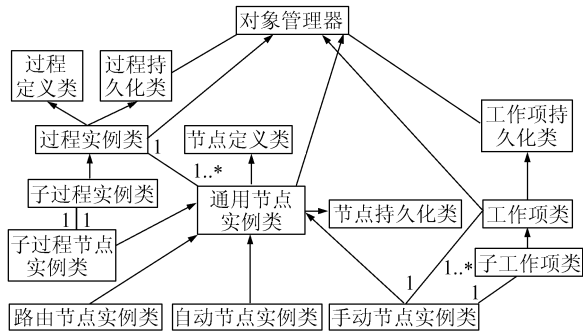 对象管理器
过程
定义类
过程持
久化类
工作项持
久化类
过程实例类
1
节点定义类
1..*
子过程实例类
通用节点
实例类
节点持久化类
工作项类
1
1
子过程节点
实例类
1..*
子工作项类
1
1
路由节点实例类
自动节点实例类
手动节点实例类